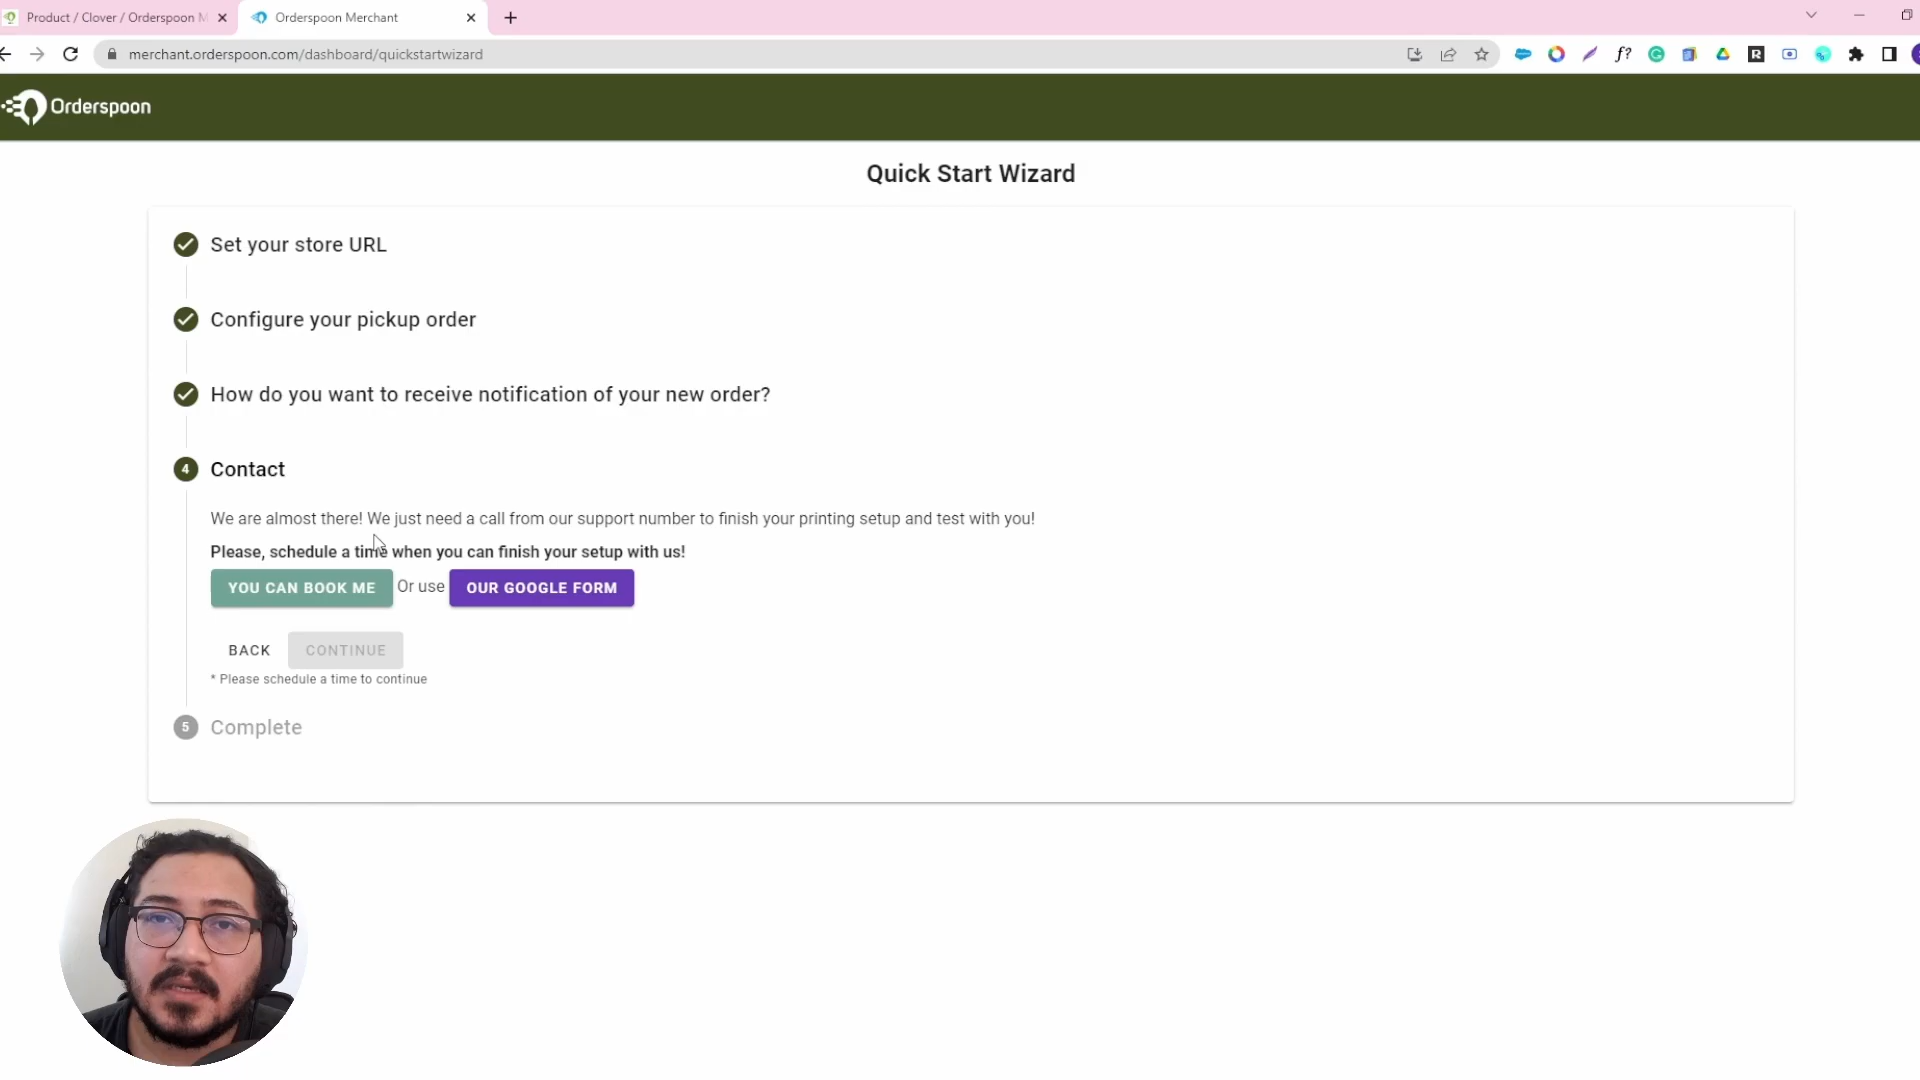 Product / Clover / Orderspoon M
Orderspoon Merchant
merchant.orderspoon.com/dashboard/quickstartwizard
Orderspoon
Quick Start Wizard
Set your store URL
Configure your pickup order
How do you want to receive notification of your new order?
4 Contact
We are almost there! We just need a call from our support number to finish your printing setup and test with you!
Please, schedule a time when you can finish your setup with us!
YOU CAN BOOK ME Or use OUR GOOGLE FORM
BACK CONTINUE
* Please schedule a time to continue
5 Complete